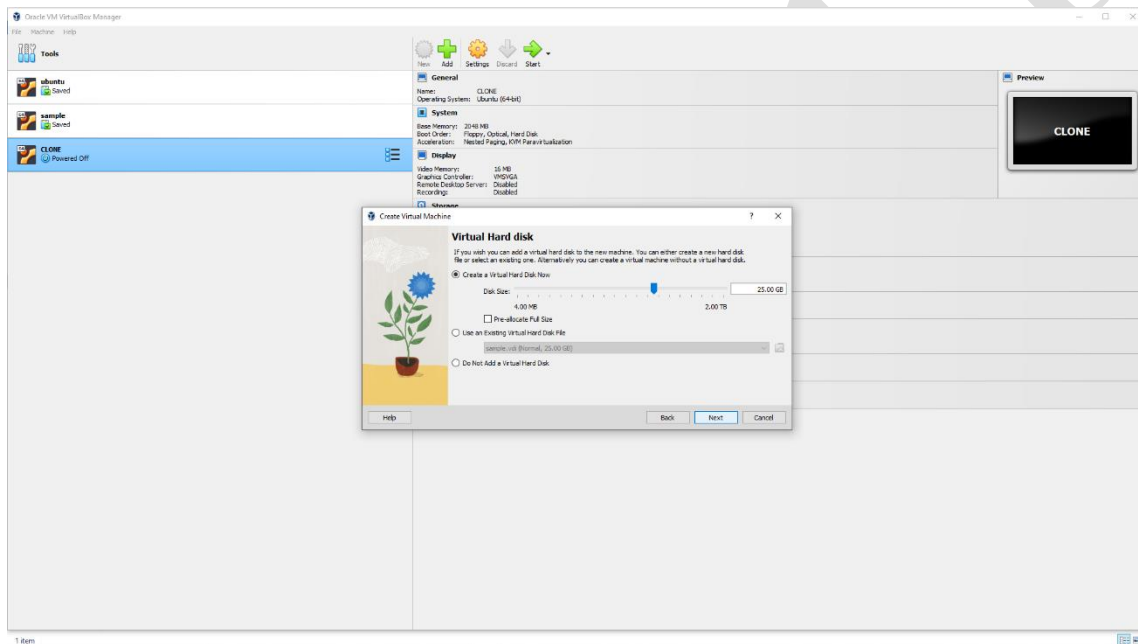 Oracle VM VirtualBox Manager
File Machine Help
Tools
New Add Settings Discard Start
ubuntu
Saved
sample
Saved
CLONE
Powered Off
General
Name: CLONE
Operating System: Ubuntu (64-bit)
System
Base Memory: 2048 MB
Boot Order: Floppy, Optical, Hard Disk
Acceleration: Nested Paging, KVM Paravirtualization
Display
Video Memory: 16 MB
Graphics Controller: VMSVGA
Remote Desktop Server: Disabled
Recording: Disabled
Storage
Preview
CLONE
Create Virtual Machine
? X
Virtual Hard disk
If you wish you can add a virtual hard disk to the new machine. You can either create a new hard disk
file or select an existing one. Alternatively you can create a virtual machine without a virtual hard disk.
Create a Virtual Hard Disk Now
Disk Size: 25.00 GB
4.00 MB 2.00 TB
Pre-allocate Full Size
Use an Existing Virtual Hard Disk File
sample.vdi (Normal, 25.00 GB)
Do Not Add a Virtual Hard Disk
Help Back Next Cancel
1 item